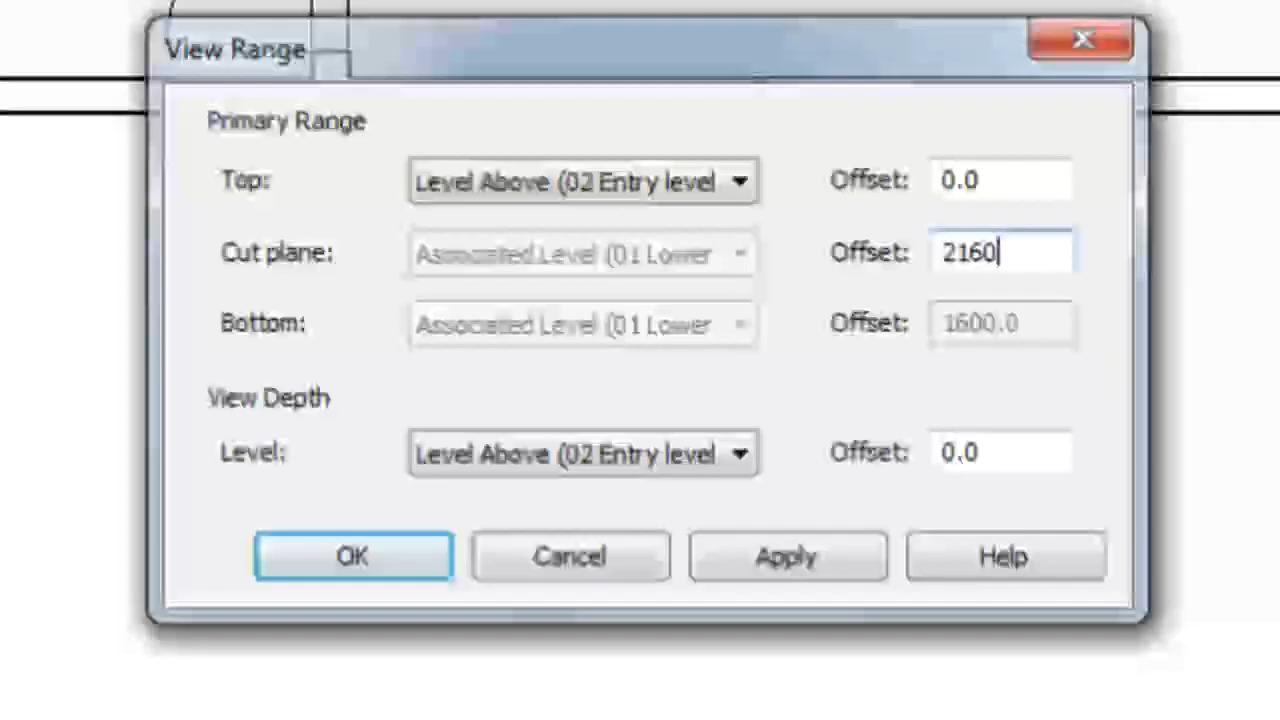 View Range
Primary Range
Top: Level Above (02 Entry level Offset: 0.0
Cut plane: Associated Level (01 Lower Offset: 2160
Bottom: Associated Level (01 Lower Offset: 1600.0
View Depth
Level: Level Above (02 Entry level Offset: 0.0
OK Cancel Apply Help